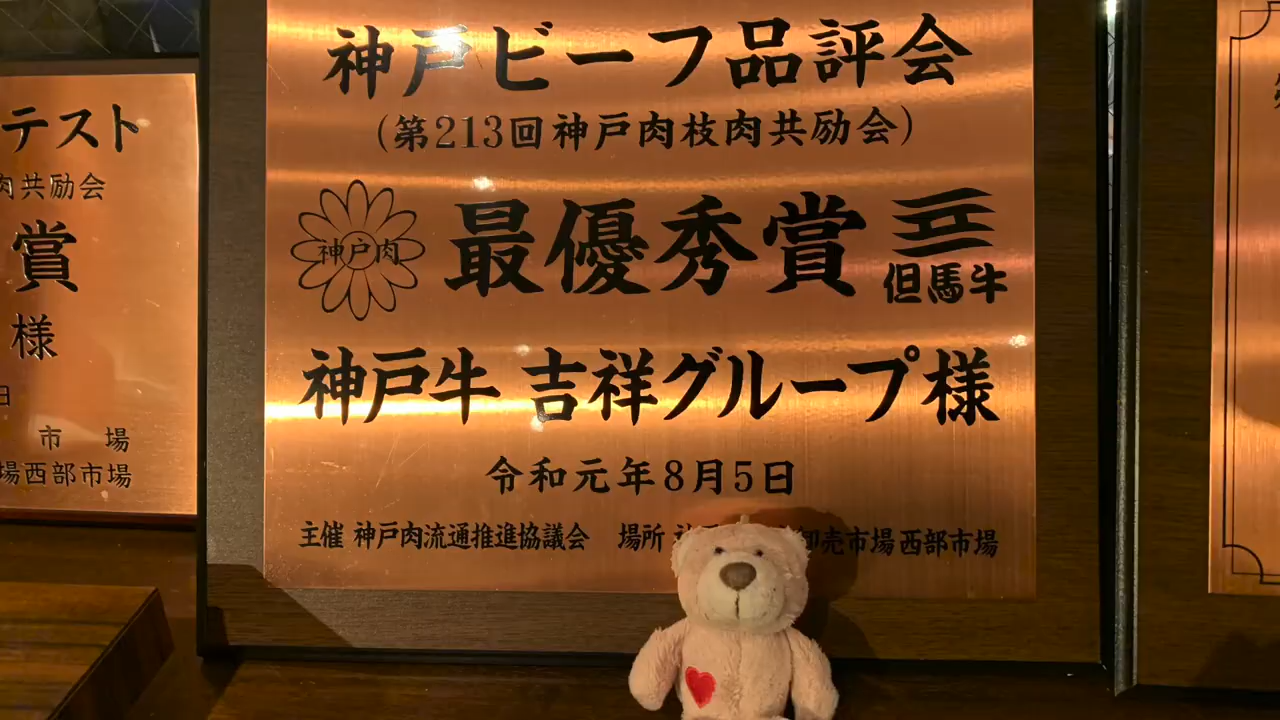 テスト
肉共励会
賞
様
日
市場
場西部市場
神戸ビーフ品評会
(第213回神戸肉枝肉共励会)
神戸肉
最優秀賞
但馬牛
神戸牛 吉祥グループ様
令和元年8月5日
主催 神戸肉流通推進協議会 場所 卸売市場西部市場